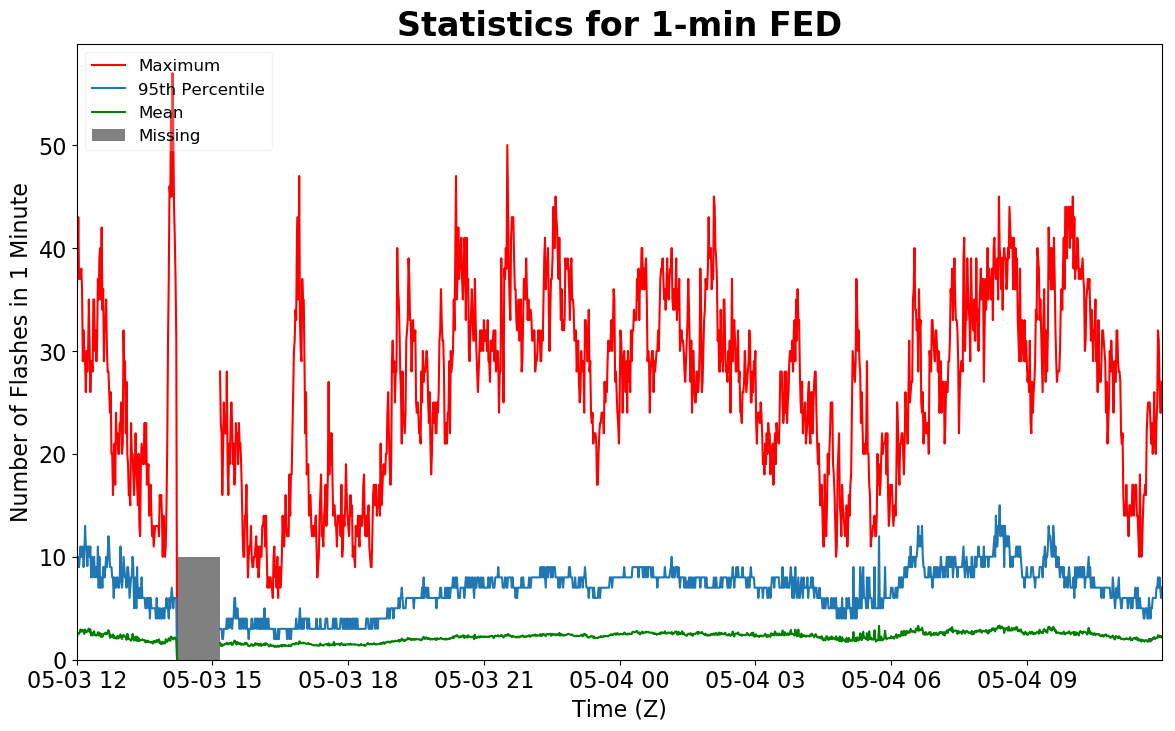 Statistics for 1-min FED
Maximum
95th Percentile
Mean
Missing
Number of Flashes in 1 Minute
50
40
30
20
10
0
05-03 12
05-03 15
05-03 18
05-03 21
05-04 00
05-04 03
05-04 06
05-04 09
Time (Z)